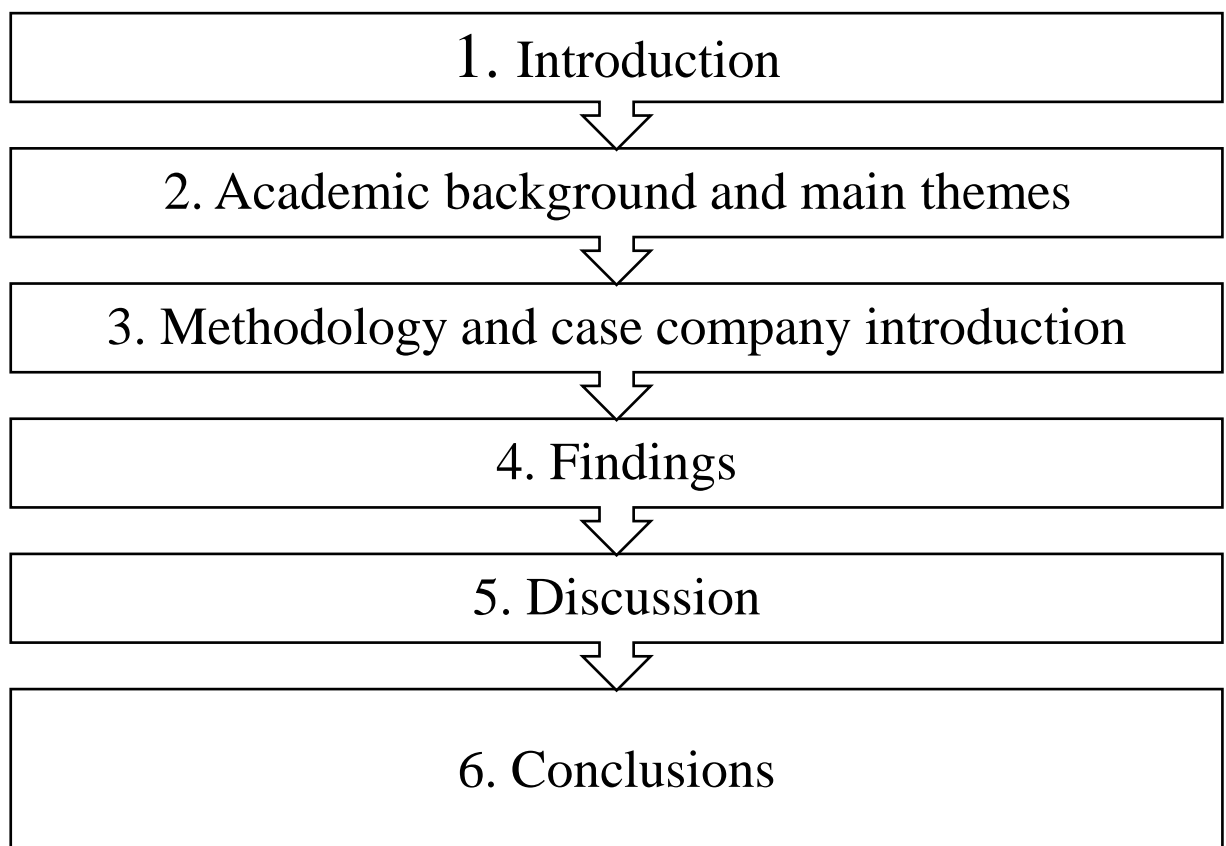 1. Introduction
2. Academic background and main themes
3. Methodology and case company introduction
4. Findings
5. Discussion
6. Conclusions